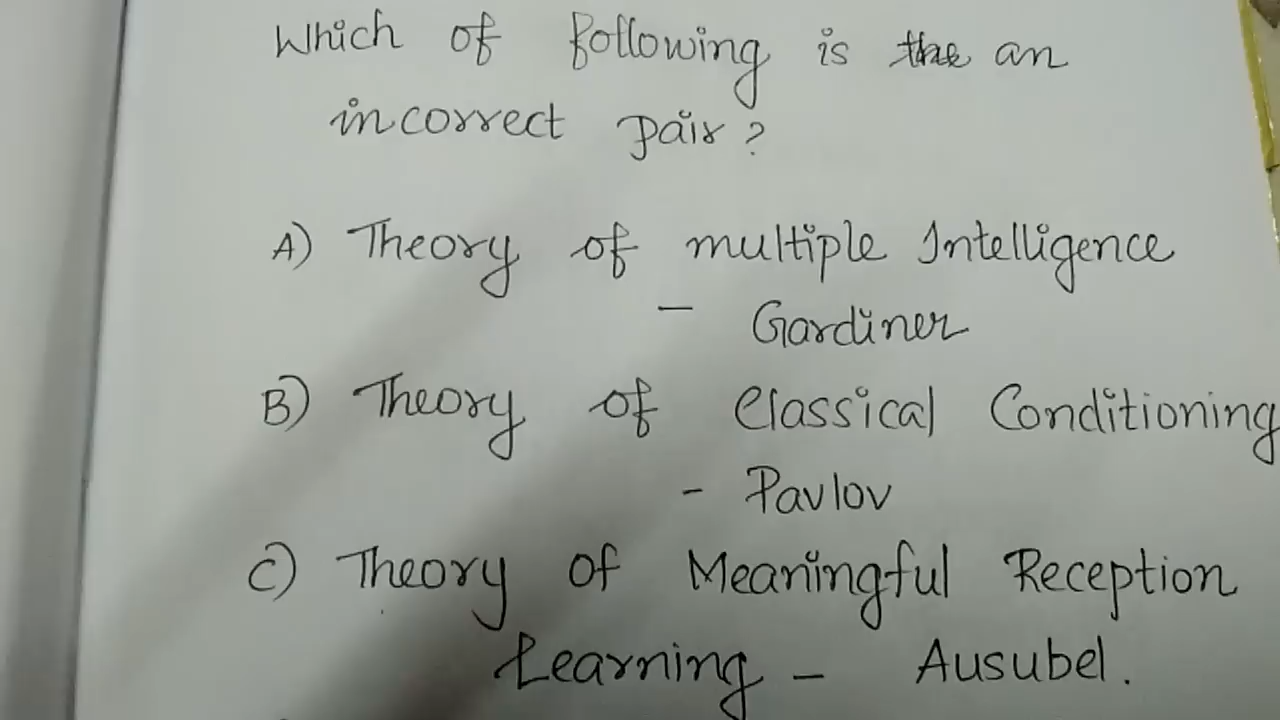 Which of following is the an
incorrect pair?
A) Theory of multiple Intelligence
- Gardiner
B) Theory of Classical Conditioning
- Pavlov
C) Theory of Meaningful Reception
Learning - Ausubel.